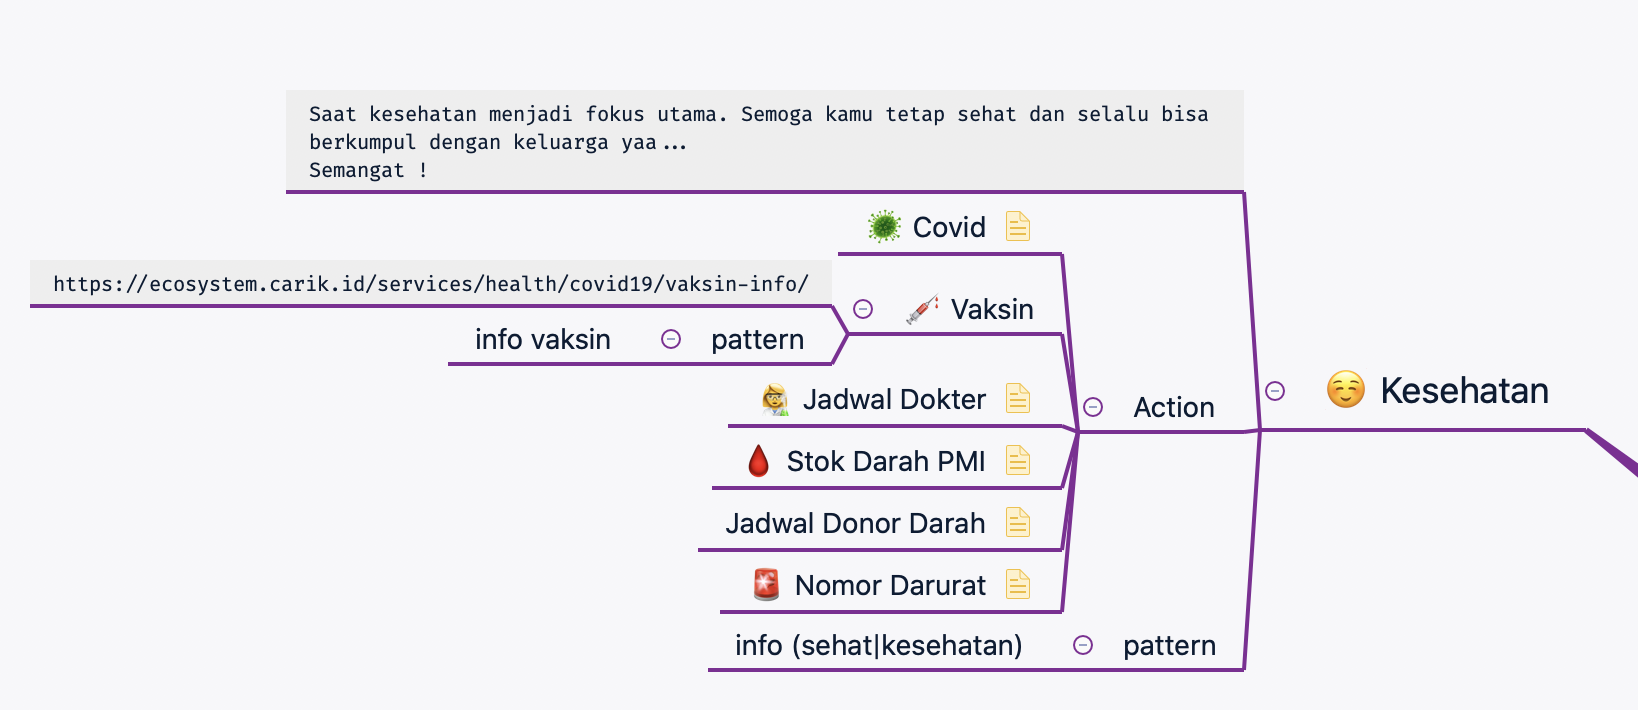 Saat kesehatan menjadi fokus utama. Semoga kamu tetap sehat dan selalu bisa
berkumpul dengan keluarga yaa...
Semangat !
Covid
https://ecosystem.carik.id/services/health/covid19/vaksin-info/
Vaksin
info vaksin
pattern
Jadwal Dokter
Action
Kesehatan
Stok Darah PMI
Jadwal Donor Darah
Nomor Darurat
info (sehat|kesehatan)
pattern